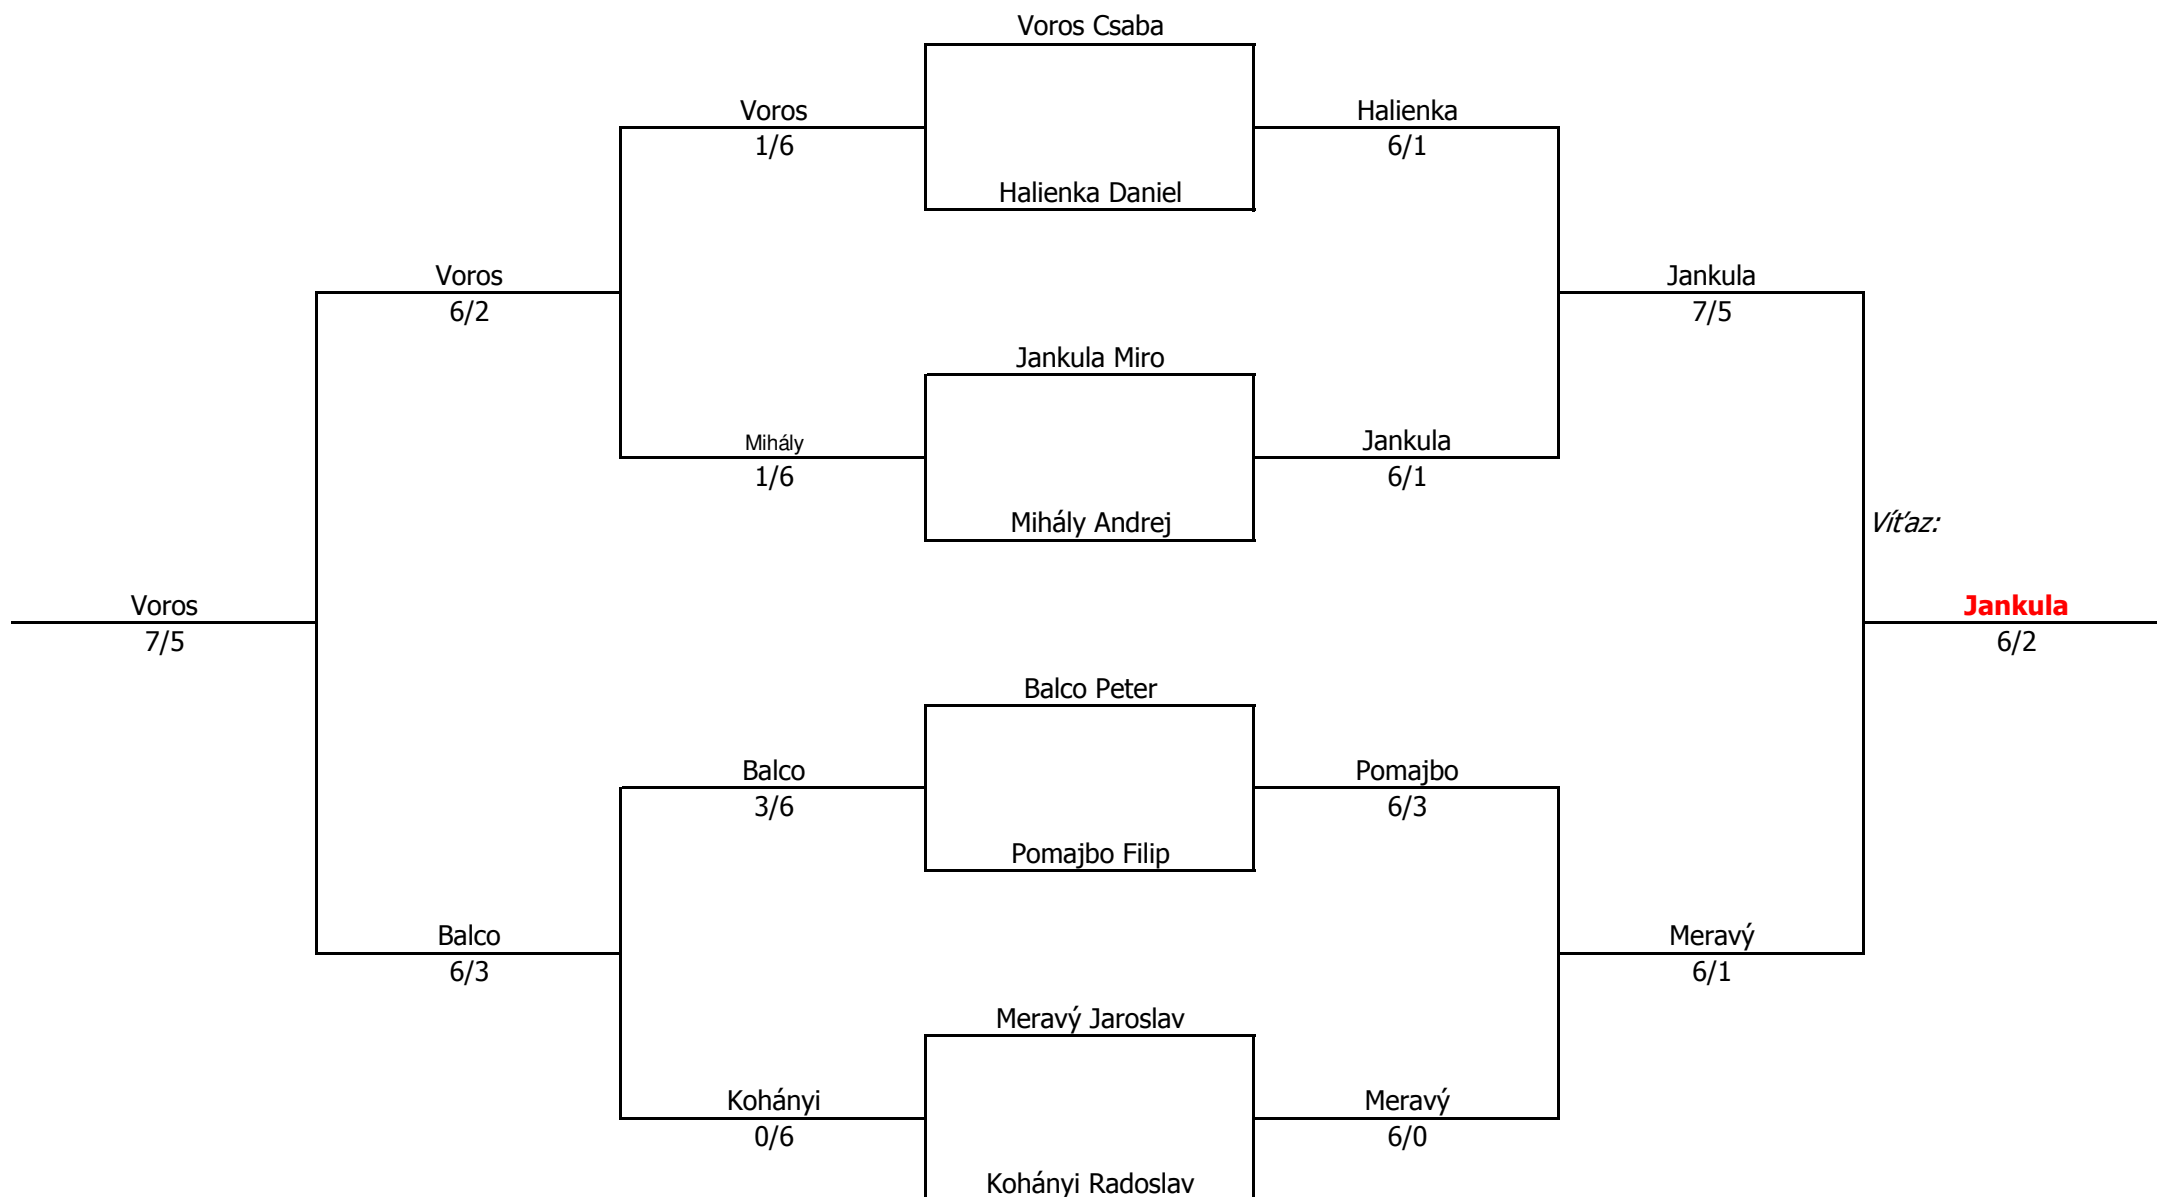 Voros Csaba
Voros
Halienka
1/6
6/1
Halienka Daniel
Voros
Jankula
6/2
7/5
Jankula Miro
Mihály
Jankula
1/6
6/1
Mihály Andrej
Víťaz:
Voros
Jankula
7/5
6/2
Balco Peter
Balco
Pomajbo
3/6
6/3
Pomajbo Filip
Balco
Meravý
6/3
6/1
Meravý Jaroslav
Kohányi
Meravý
0/6
6/0
Kohányi Radoslav